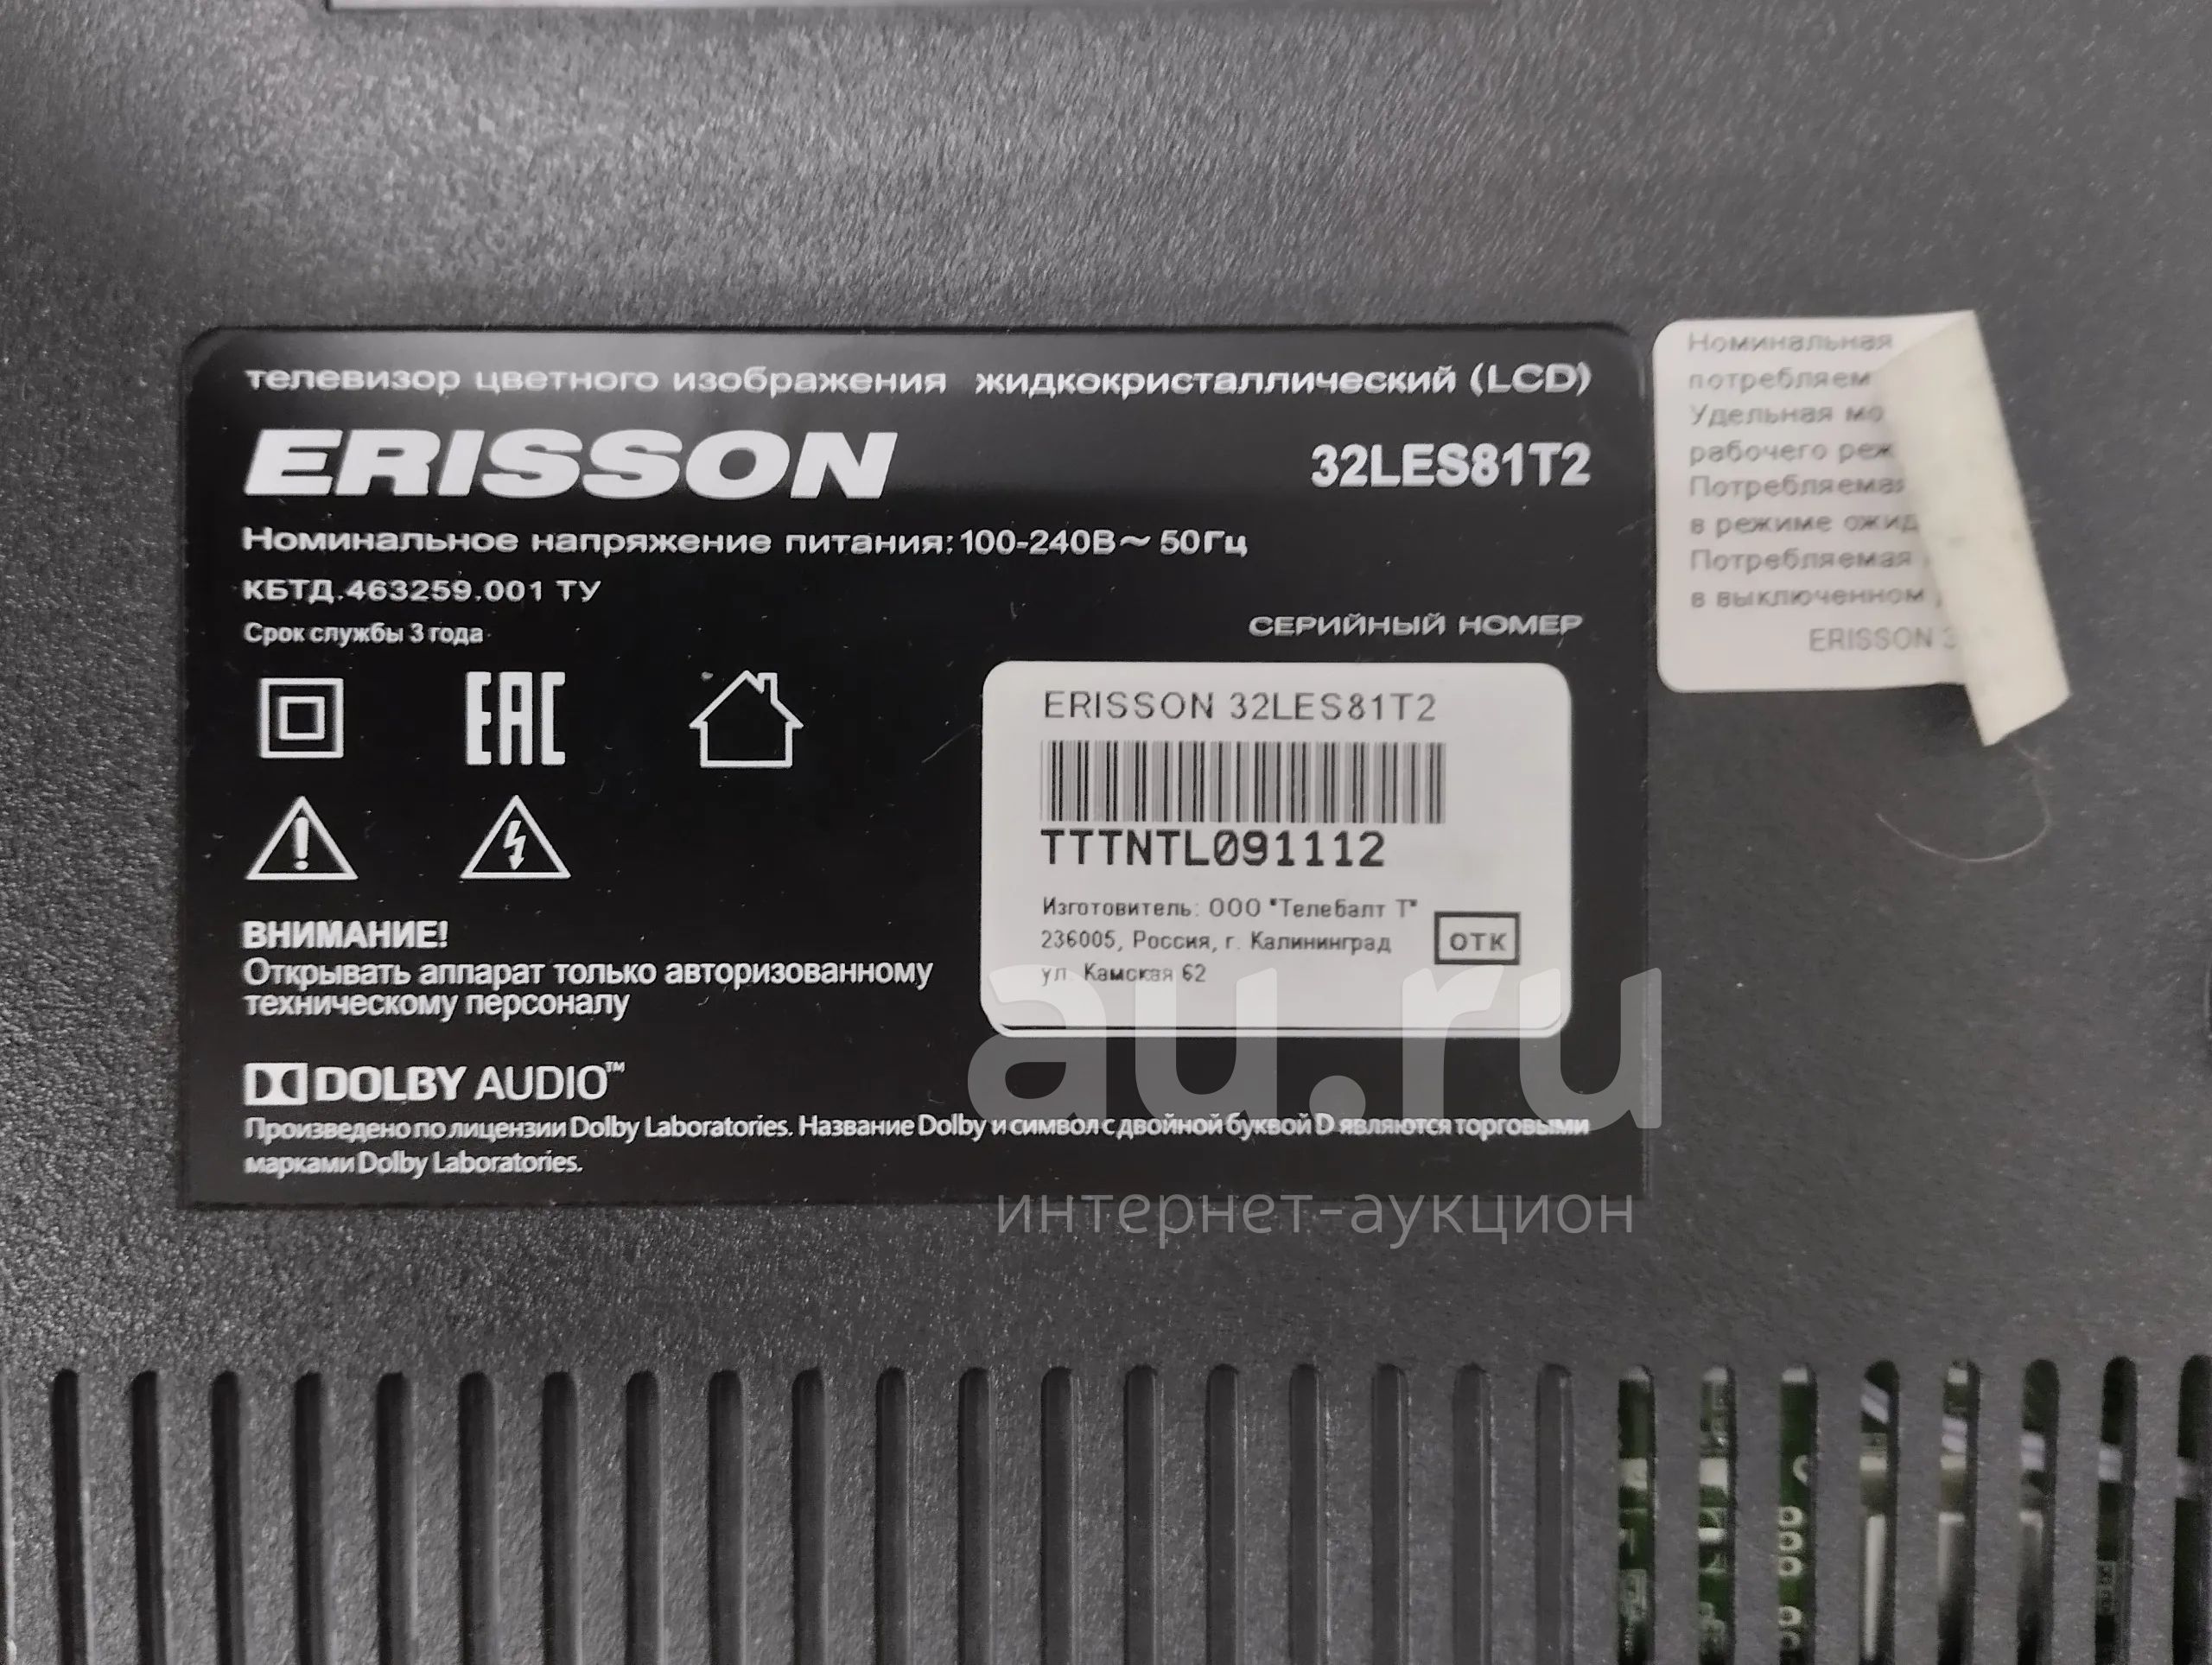 телевизор цветного изображения жидкокристаллический (LCD)
ERISSON
32LES81T2
Номинальное напряжение питания: 100-240В~ 50Гц
КБТД.463259.001 ТУ
Срок службы 3 года
СЕРИЙНЫЙ НОМЕР
EAC
ERISSON 32LES81T2
TTTNTL091112
Изготовитель: ООО "Телебалт Т"
236005, Россия, г. Калининград
ул. Камская 62
ОТК
ВНИМАНИЕ!
Открывать аппарат только авторизованному
техническому персоналу
DOLBY AUDIO™
Произведено по лицензии Dolby Laboratories. Название Dolby и символ с двойной буквой D являются торговыми
марками Dolby Laboratories.
Номинальная
потребляем
Удельная мо
рабочего реж
Потребляемая
в режиме ожид
Потребляемая
в выключенном
ERISSON 3
au.ru
интернет-аукцион